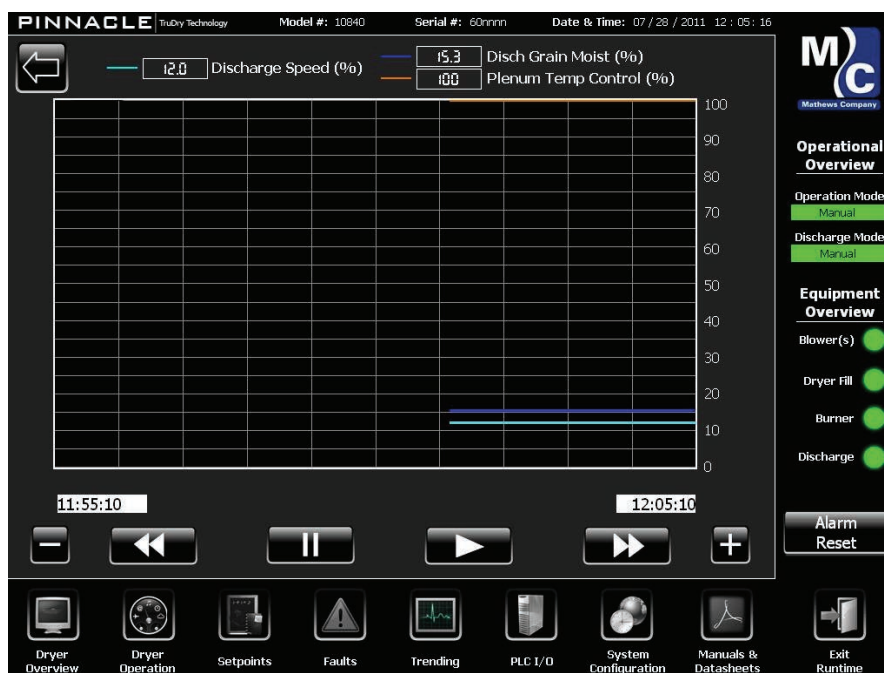 PINNACLE TruDry Technology Model #: 10840 Serial #: 60nnnn Date & Time: 07 / 28 / 2011 12 : 05 : 16
12.0 Discharge Speed (%)
15.3 Disch Grain Moist (%)
100 Plenum Temp Control (%)
100
90
80
70
60
50
40
30
20
10
0
11:55:10 12:05:10
MC
Mathews Company
Operational
Overview
Operation Mode
Manual
Discharge Mode
Manual
Equipment
Overview
Blower(s)
Dryer Fill
Burner
Discharge
Alarm
Reset
Dryer
Overview
Dryer
Operation
Setpoints
Faults
Trending
PLC I/O
System
Configuration
Manuals &
Datasheets
Exit
Runtime